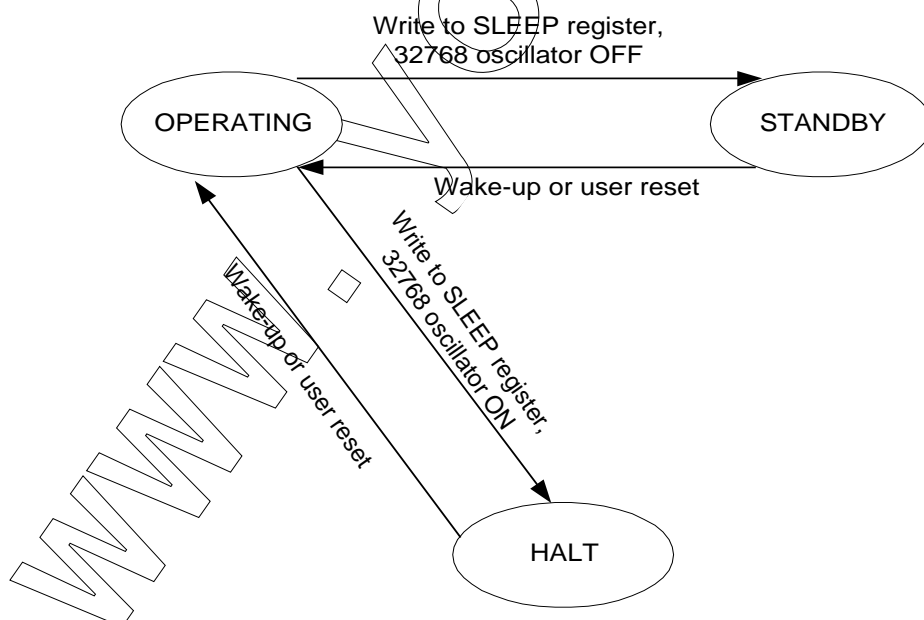 Write to SLEEP register,
32768 oscillator OFF
OPERATING
STANDBY
Wake-up or user reset
Write to SLEEP register,
32768 oscillator ON
Wake-up or user reset
HALT
www.
y